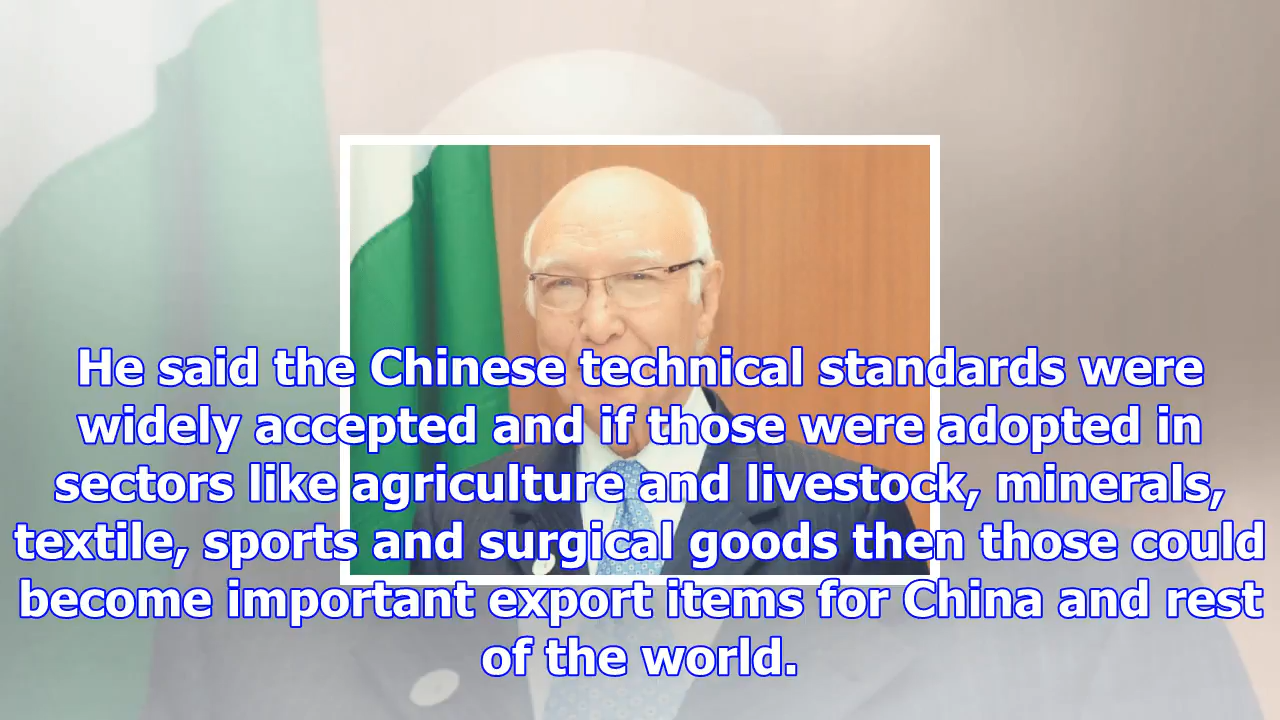 He said the Chinese technical standards were
widely accepted and if those were adopted in
sectors like agriculture and livestock, minerals,
textile, sports and surgical goods then those could
become important export items for China and rest
of the world.